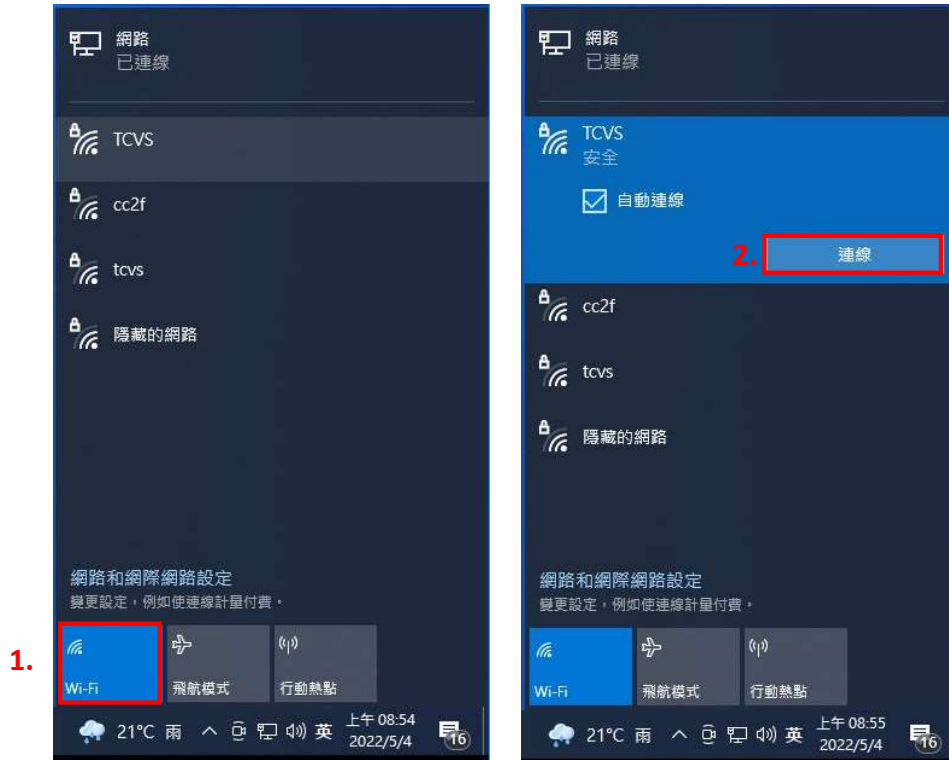 網路
已連線
TCVS
cc2f
tcvs
隱藏的網路
網路和網際網路設定
變更設定，例如使連線計量付費。
1.
Wi-Fi
飛航模式
行動熱點
21°C 雨
英
上午 08:54
2022/5/4
16
網路
已連線
TCVS
安全
自動連線
2.
連線
cc2f
tcvs
隱藏的網路
網路和網際網路設定
變更設定，例如使連線計量付費。
Wi-Fi
飛航模式
行動熱點
21°C 雨
英
上午 08:55
2022/5/4
16